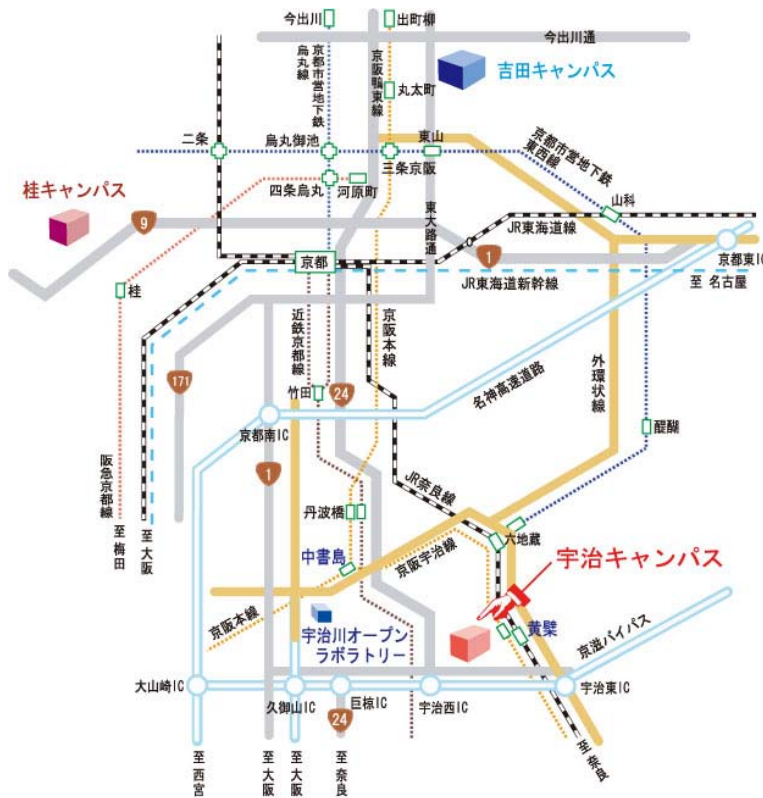 今出川
出町柳
今出川通
京都市営地下鉄
烏丸線
京阪鴨東線
丸太町
吉田キャンパス
二条
烏丸御池
東山
三条京阪
京都市営地下鉄
東西線
四条烏丸
河原町
山科
桂キャンパス
9
東大路通
JR東海道線
1
京都
京都東IC
JR東海道新幹線
至 名古屋
桂
近鉄京都線
京阪本線
171
竹田
24
名神高速道路
外環状線
京都南IC
醍醐
1
阪急京都線
JR奈良線
至梅田
至大阪
丹波橋
六地蔵
中書島
京阪宇治線
宇治キャンパス
京阪本線
宇治川オープン
ラボラトリー
黄檗
京滋バイパス
大山崎IC
久御山IC
巨椋IC
宇治西IC
宇治東IC
24
至西宮
至大阪
至大阪
至奈良
至奈良